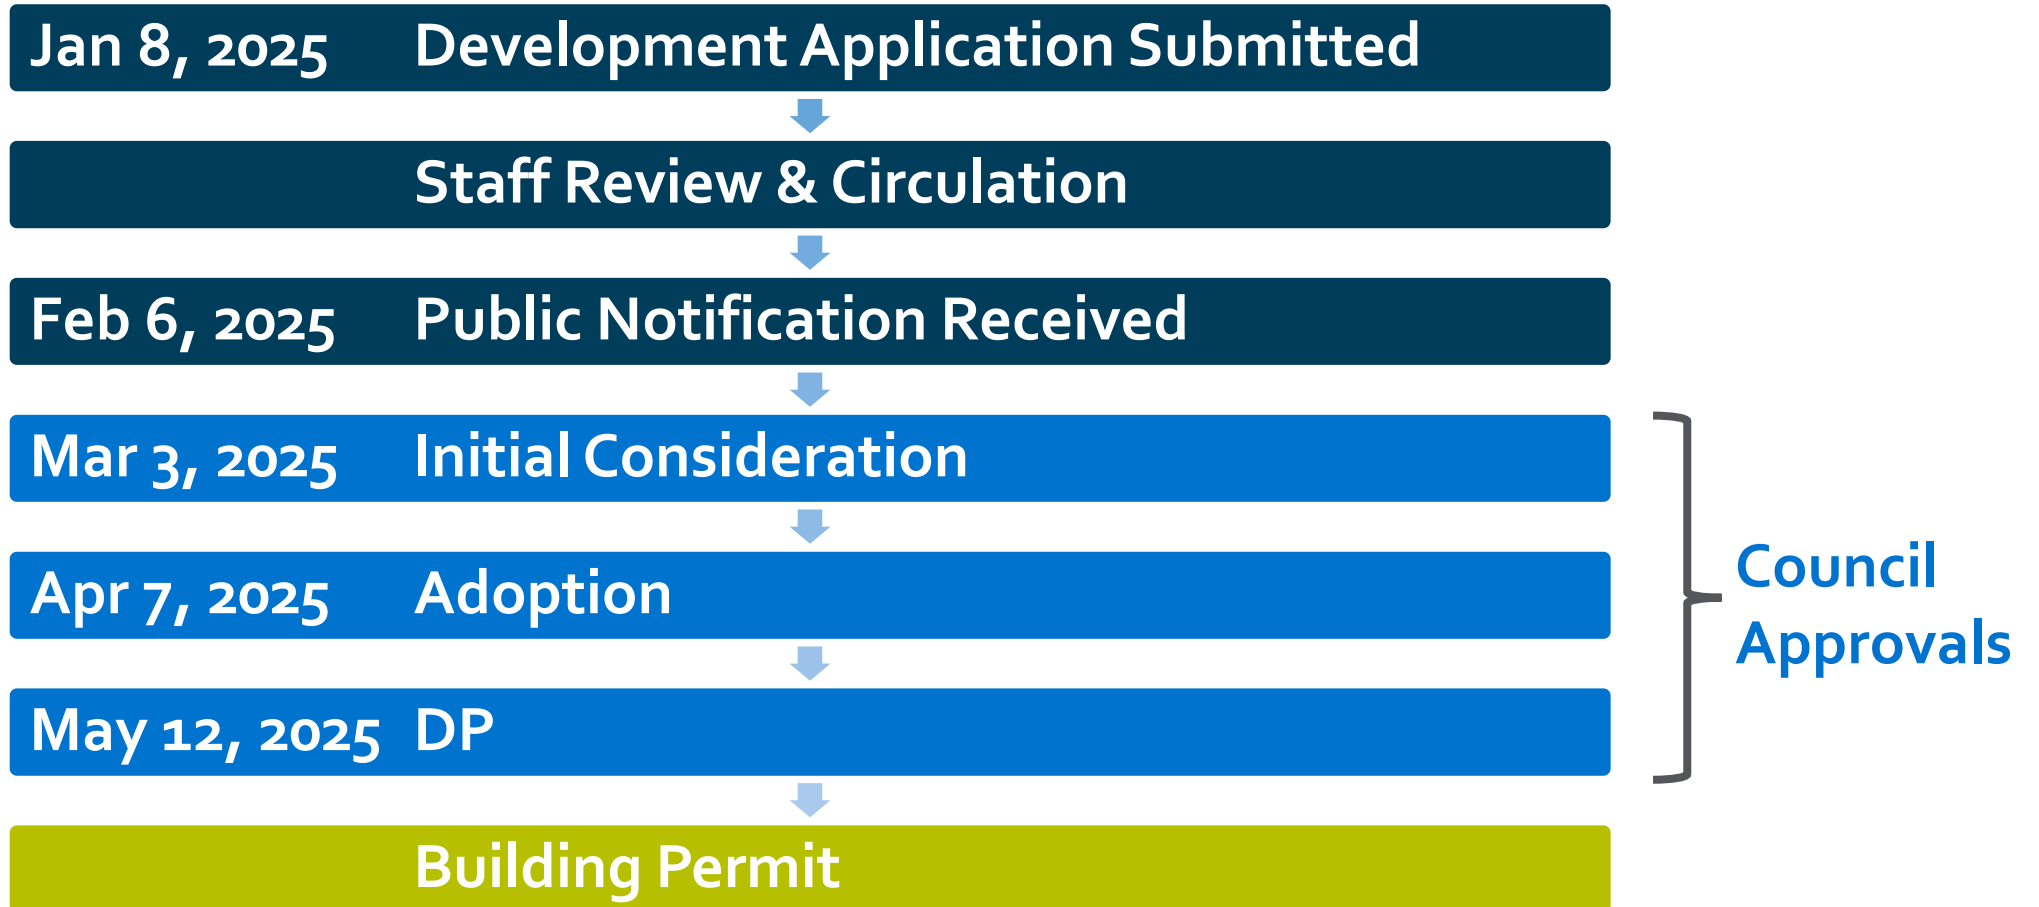 Jan 8, 2025 Development Application Submitted
Staff Review & Circulation
Feb 6, 2025 Public Notification Received
Mar 3, 2025 Initial Consideration
Apr 7, 2025 Adoption
May 12, 2025 DP
Building Permit
Council
Approvals